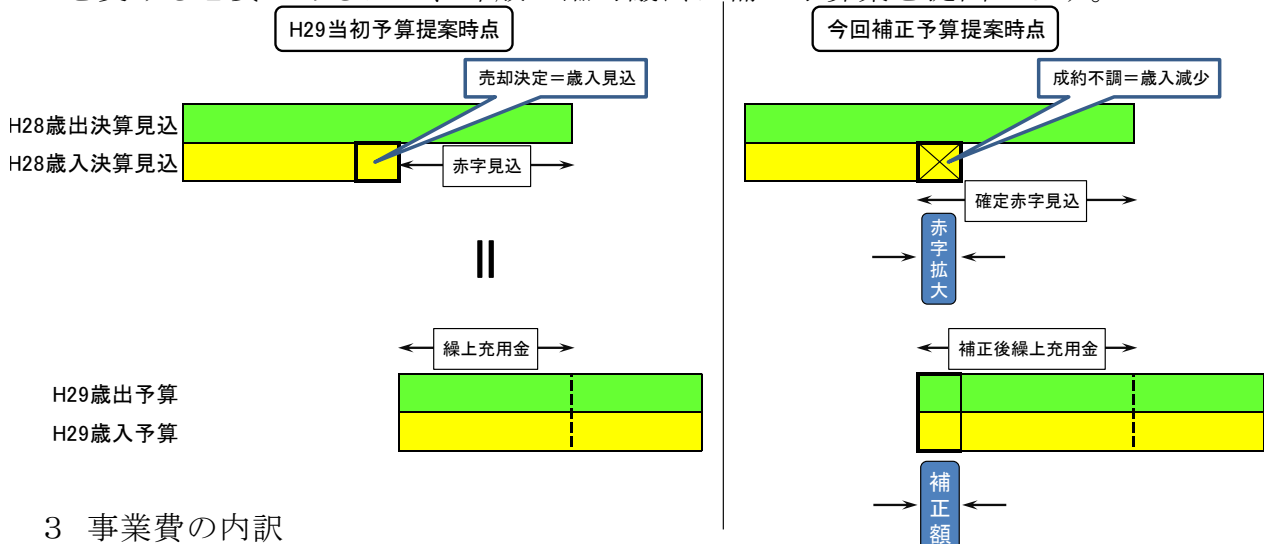 H29当初予算提案時点
今回補正予算提案時点
売却決定＝歳入見込
成約不調＝歳入減少
H28歳出決算見込
H28歳入決算見込
赤字見込
確定赤字見込
赤字拡大
＝
繰上充用金
補正後繰上充用金
H29歳出予算
H29歳入予算
補正額
3 事業費の内訳